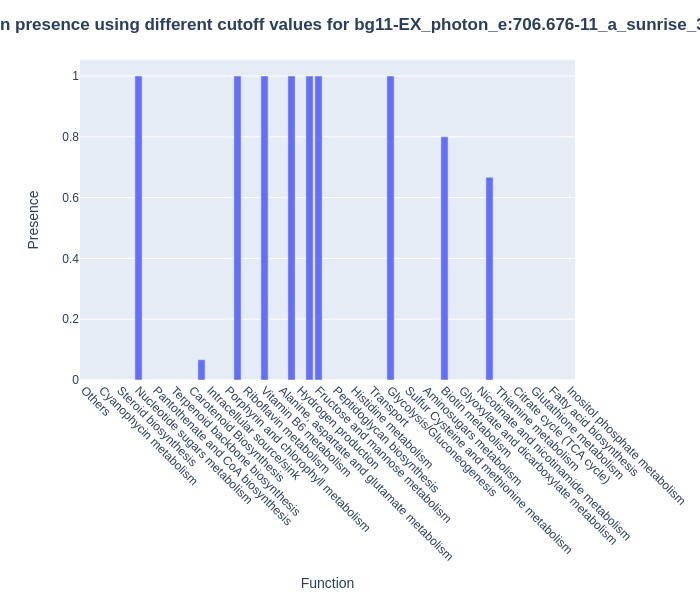 n presence using different cutoff values for bg11-EX_photon_e:706.676-11_a_sunrise_
Presence
1
0.8
0.6
0.4
0.2
0
Others
Cyanophycin metabolism
Steroid biosynthesis
Nucleotide sugars metabolism
Pantothenate and CoA biosynthesis
Terpenoid backbone biosynthesis
Carotenoid Biosynthesis
Intracellular source/sink
Porphyrin and chlorophyll metabolism
Riboflavin metabolism
Vitamin B6 metabolism
Alanine, aspartate and glutamate metabolism
Hydrogen production
Fructose and mannose metabolism
Peptidoglycan biosynthesis
Histidine metabolism
Transport
Glycolysis/Gluconeogenesis
Sulfur Cysteine and methionine metabolism
Aminosugars metabolism
Biotin metabolism
Glyoxylate and dicarboxylate metabolism
Nicotinate and nicotinamide metabolism
Thiamine metabolism
Citrate cycle (TCA cycle)
Glutathione metabolism
Fatty acid biosynthesis
Inositol phosphate metabolism
Function